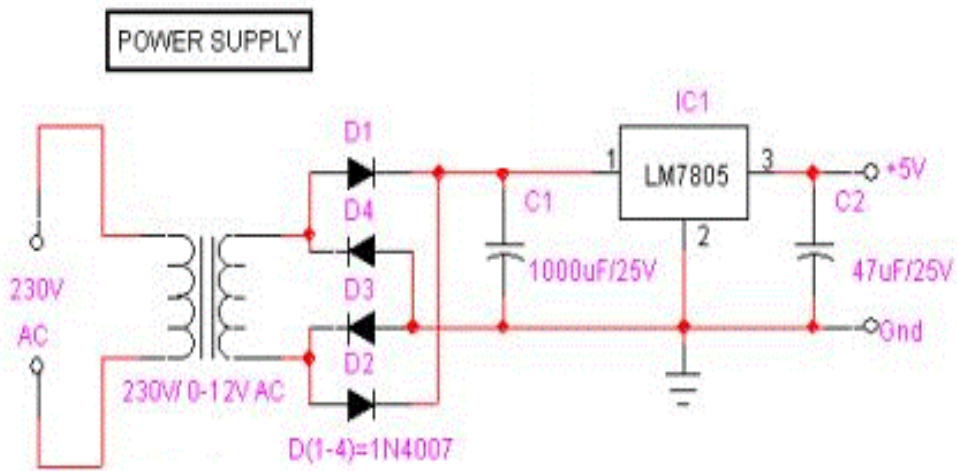 POWER SUPPLY
IC1
D1
1
LM7805
3
+5V
D4
C1
C2
2
230V
D3
1000uF/25V
47uF/25V
AC
Gnd
D2
230V/ 0-12V AC
D(1-4)=1N4007